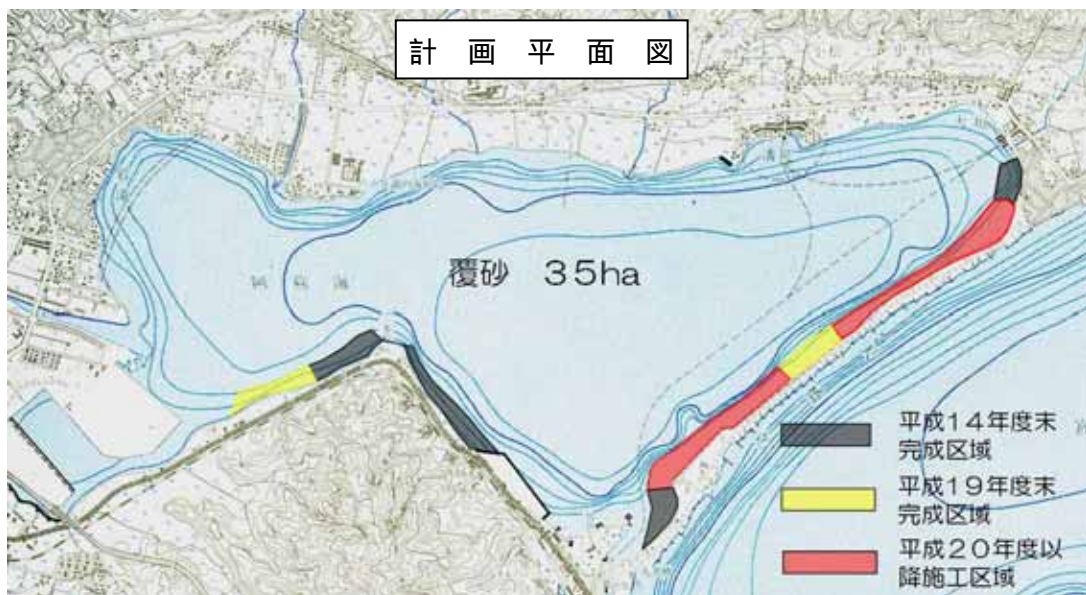 計画平面図
覆砂 35ha
平成14年度末
完成区域
平成19年度末
完成区域
平成20年度以
降施工区域